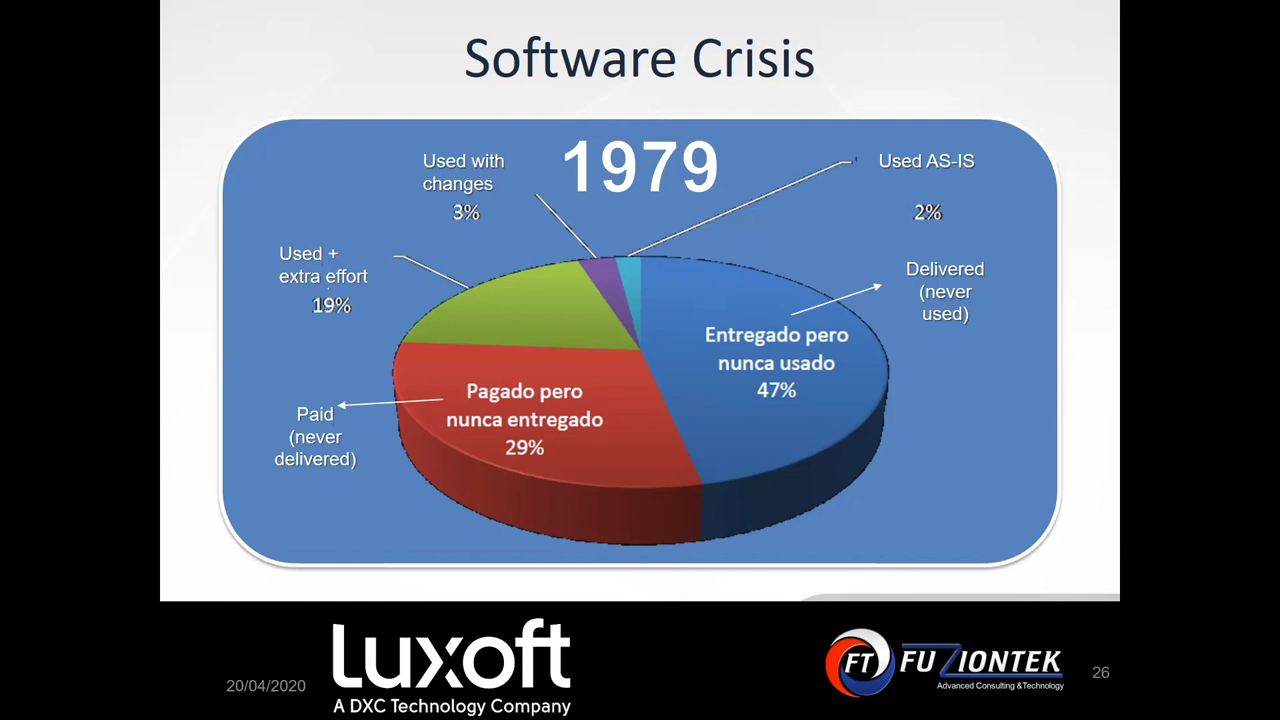 Software Crisis
1979
Used with
changes
3%
Used AS-IS
2%
Used +
extra effort
19%
Delivered
(never
used)
Entregado pero
nunca usado
47%
Pagado pero
nunca entregado
29%
Paid
(never
delivered)
20/04/2020
Luxoft
A DXC Technology Company
FT
FUZIONTEK
Advanced Consulting &Technology
26